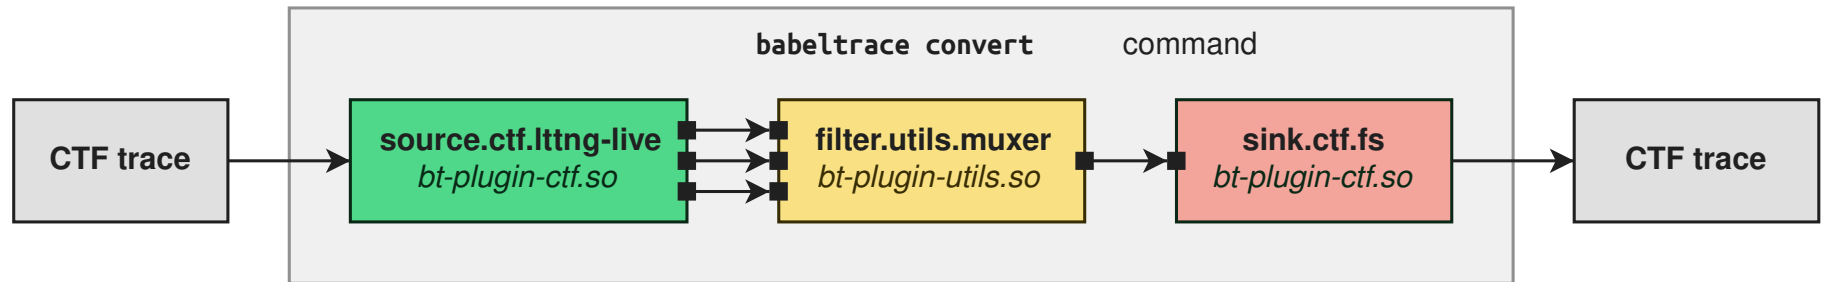 babeltrace convert command
CTF trace
source.ctf.lttng-live
bt-plugin-ctf.so
filter.utils.muxer
bt-plugin-utils.so
sink.ctf.fs
bt-plugin-ctf.so
CTF trace